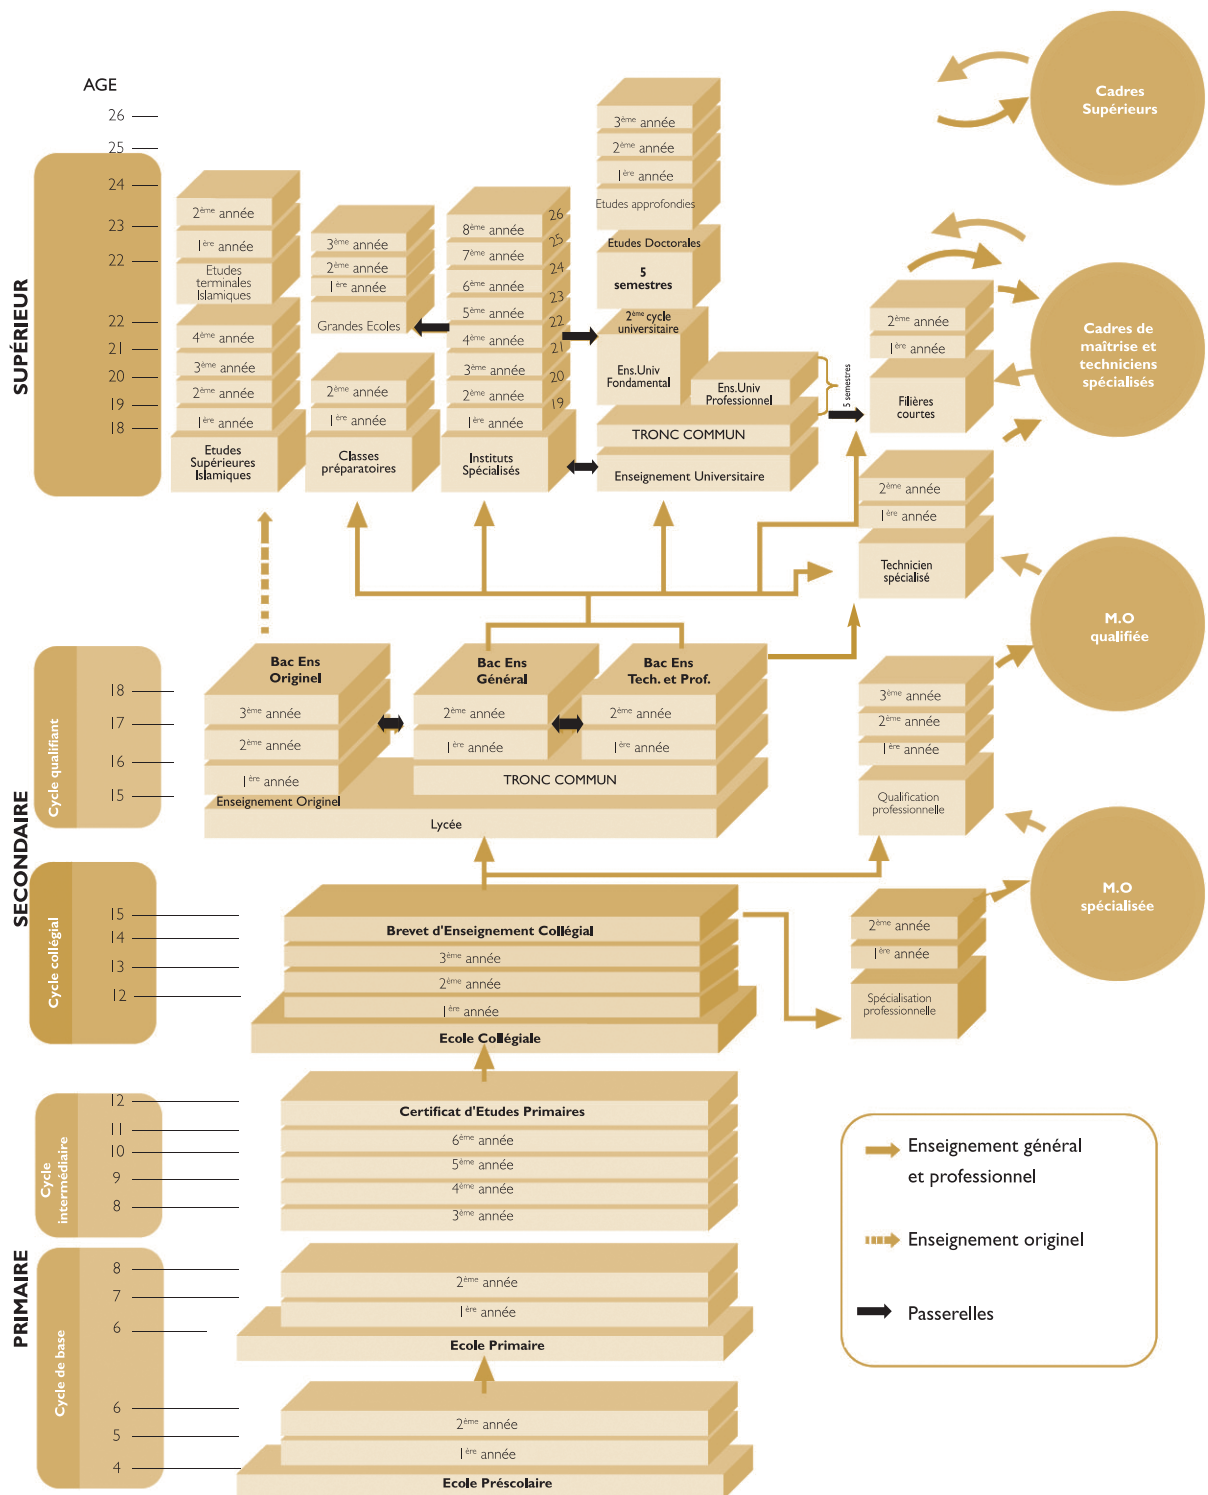 AGE
26
25
24
23
22
22
21
20
19
18
SUPÉRIEUR
2ème année
1ère année
Etudes
terminales
Islamiques
4ème année
3ème année
2ème année
1ère année
Etudes
Supérieures
Islamiques
3ème année
2ème année
1ère année
Grandes Ecoles
2ème année
1ère année
Classes
préparatoires
8ème année
7ème année
6ème année
5ème année
4ème année
3ème année
2ème année
1ère année
Instituts
Spécialisés
26
25
24
23
22
21
20
19
3ème année
2ème année
1ère année
Etudes approfondies
Etudes Doctorales
5
semestres
2ème cycle
universitaire
Ens.Univ
Fondamental
Ens.Univ
Professionnel
5 semestres
TRONC COMMUN
Enseignement Universitaire
2ème année
1ère année
Filières
courtes
2ème année
1ère année
Technicien
spécialisé
Cadres
Supérieurs
Cadres de
maîtrise et
techniciens
spécialisés
M.O
qualifiée
M.O
spécialisée
SECONDAIRE
Cycle qualifiant
18
17
16
15
Bac Ens
Originel
3ème année
2ème année
1ère année
Enseignement Originel
Bac Ens
Général
2ème année
1ère année
Bac Ens
Tech. et Prof.
2ème année
1ère année
TRONC COMMUN
Lycée
3ème année
2ème année
1ère année
Qualification
professionnelle
Cycle collégial
15
14
13
12
Brevet d'Enseignement Collégial
3ème année
2ème année
1ère année
Ecole Collégiale
2ème année
1ère année
Spécialisation
professionnelle
PRIMAIRE
Cycle
intermédiaire
12
11
10
9
8
Certificat d'Etudes Primaires
6ème année
5ème année
4ème année
3ème année
Cycle de base
8
7
6
6
5
4
2ème année
1ère année
Ecole Primaire
2ème année
1ère année
Ecole Préscolaire
Enseignement général
et professionnel
Enseignement originel
Passerelles